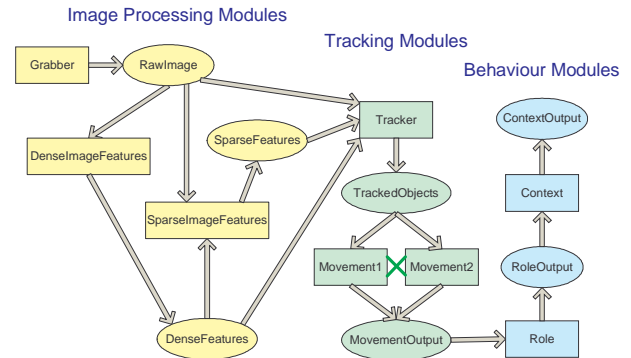 Image Processing Modules
Tracking Modules
Behaviour Modules
Grabber
RawImage
Tracker
ContextOutput
DenseImageFeatures
SparseFeatures
TrackedObjects
Context
SparseImageFeatures
Movement1
Movement2
RoleOutput
DenseFeatures
MovementOutput
Role